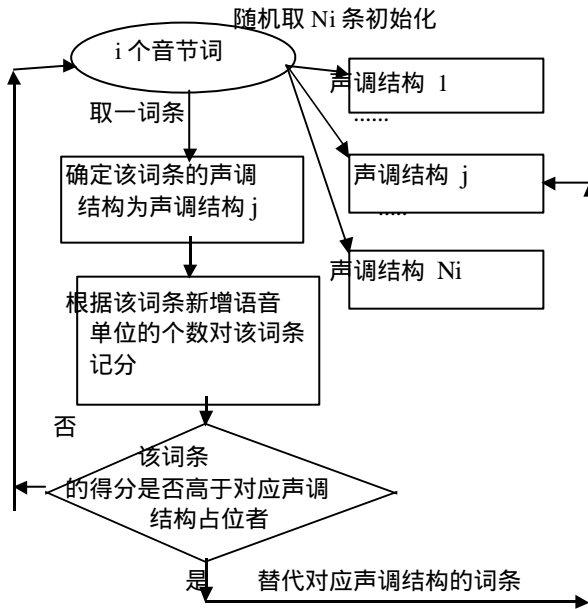 随机取 Ni 条初始化
i 个音节词
声调结构 1
......
取一词条
确定该词条的声调
结构为声调结构 j
声调结构 j
.....
声调结构 Ni
根据该词条新增语音
单位的个数对该词条
记分
否
该词条
的得分是否高于对应声调
结构占位者
是
替代对应声调结构的词条